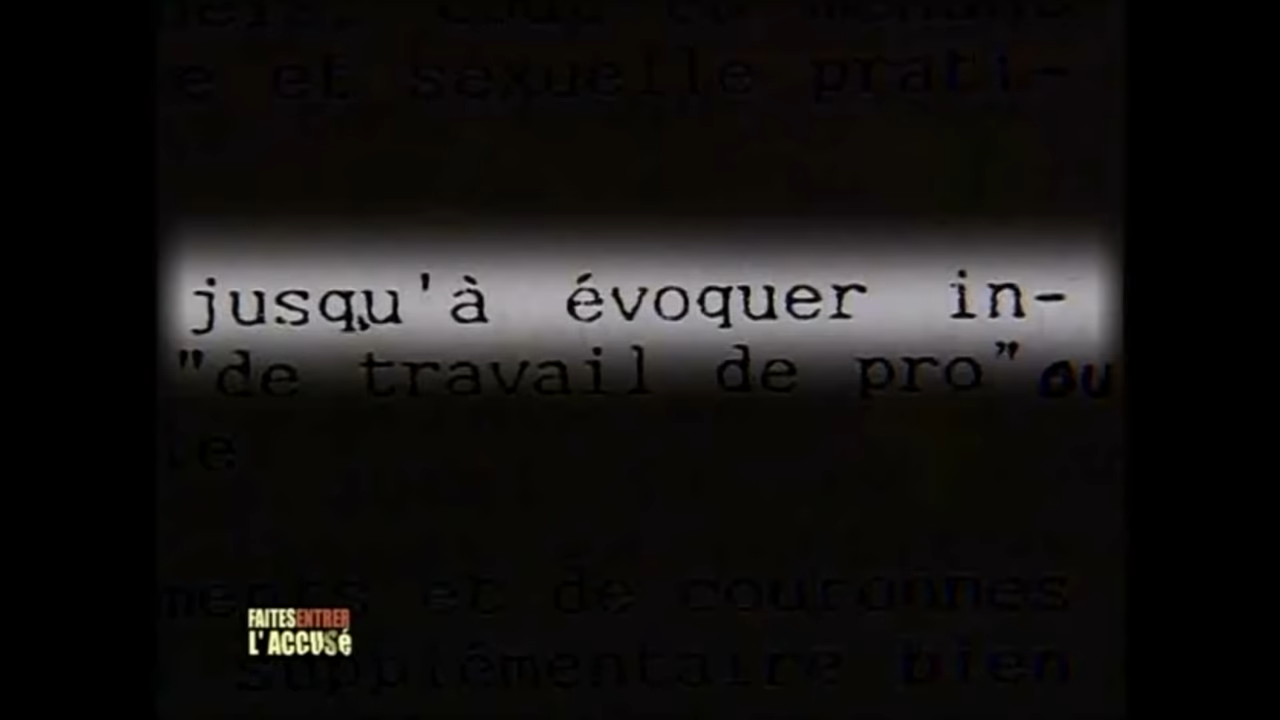 e et sexuelle prati-
jusqu'à évoquer in-
"de travail de pro" ou
te
ments et de couronnes
supplémentaire bien
FAITES ENTRER
L'ACCUSÉ